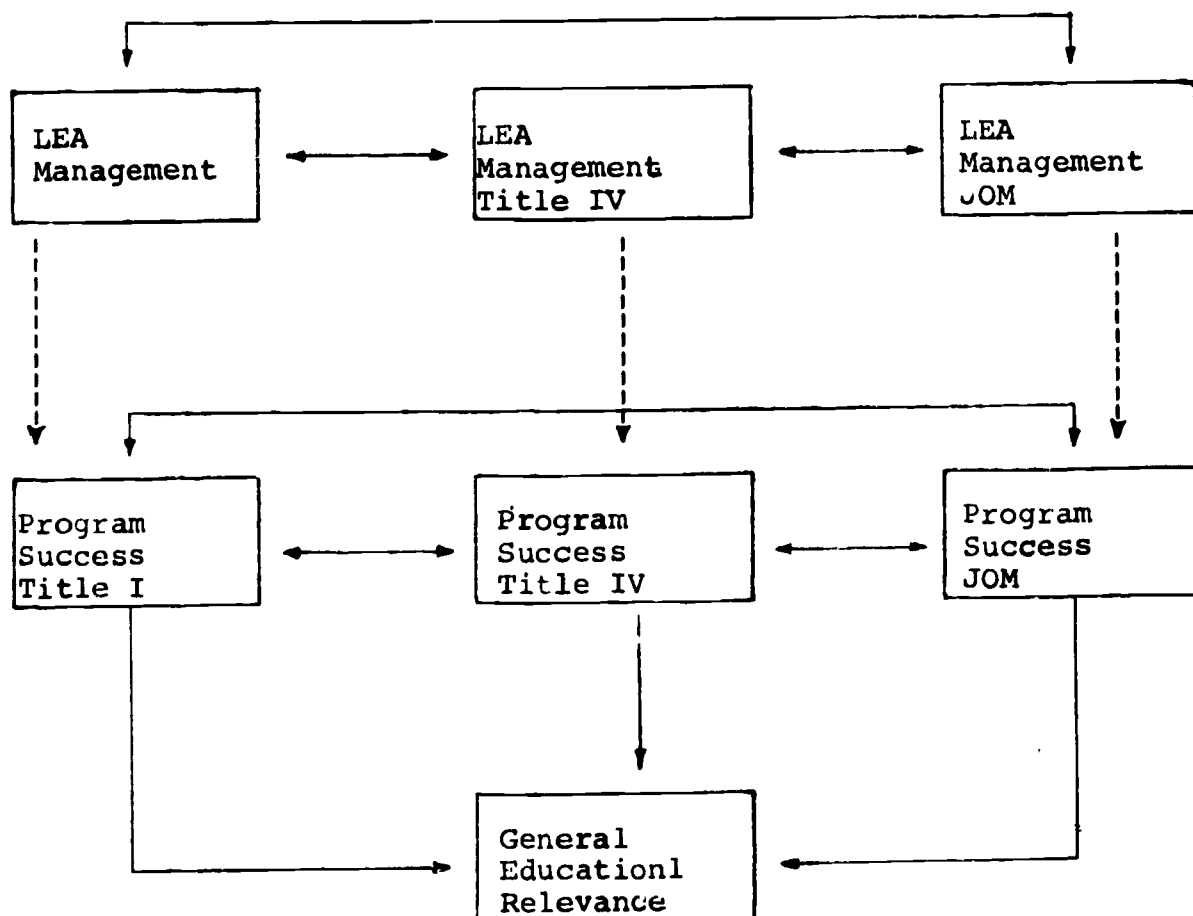 LEA
Management
LEA
Management
Title IV
LEA
Management
JOM
Program
Success
Title I
Program
Success
Title IV
Program
Success
JOM
General
Educationl
Relevance